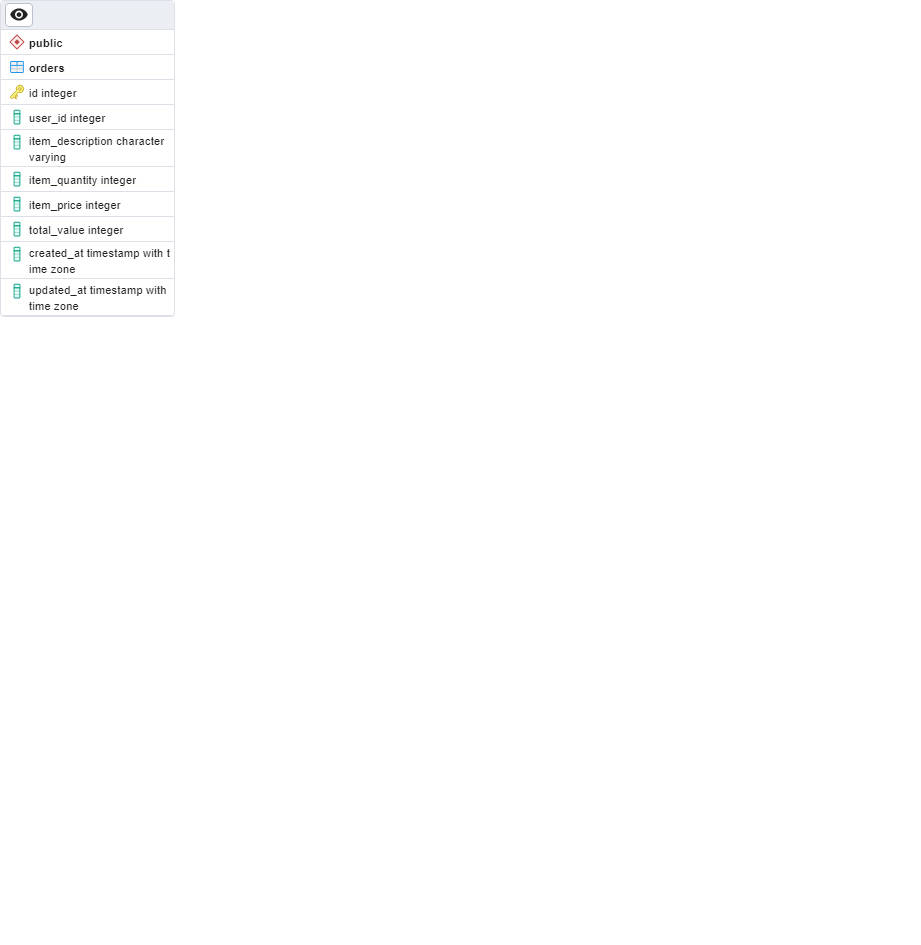 public
orders
id integer
user_id integer
item_description character
varying
item_quantity integer
item_price integer
total_value integer
created_at timestamp with t
ime zone
updated_at timestamp with
time zone